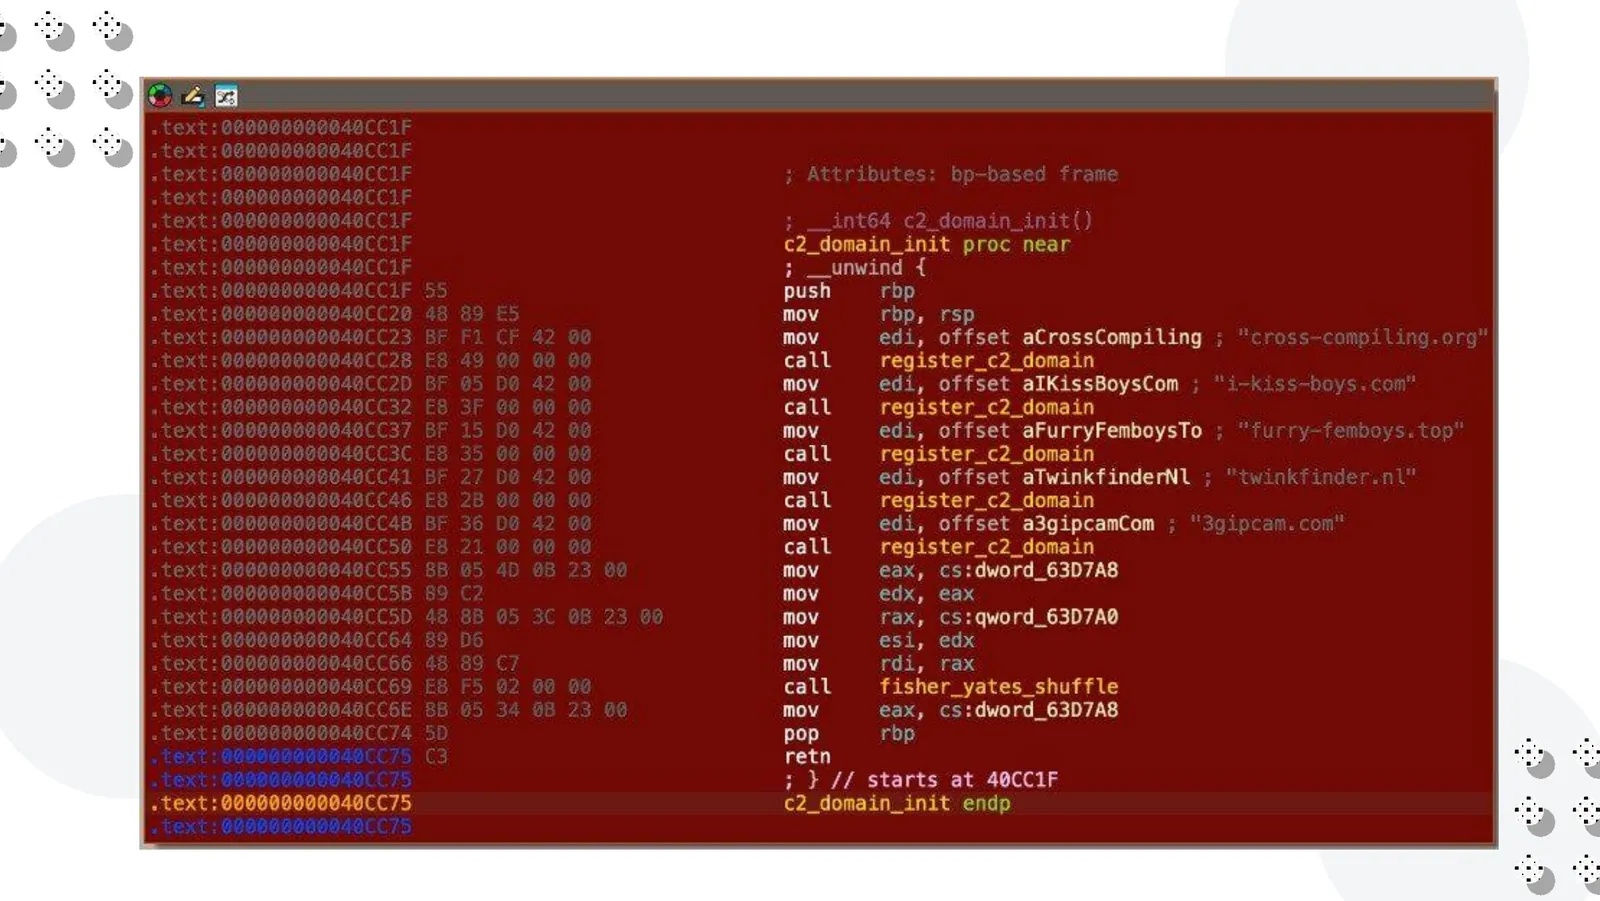 .text:000000000040CC1F
.text:000000000040CC1F
.text:000000000040CC1F ; Attributes: bp-based frame
.text:000000000040CC1F
.text:000000000040CC1F ; __int64 c2_domain_init()
.text:000000000040CC1F c2_domain_init proc near
.text:000000000040CC1F ; __unwind {
.text:000000000040CC1F 55 push rbp
.text:000000000040CC20 48 89 E5 mov rbp, rsp
.text:000000000040CC23 BF F1 CF 42 00 mov edi, offset aCrossCompiling ; "cross-compiling.org"
.text:000000000040CC28 E8 49 00 00 00 call register_c2_domain
.text:000000000040CC2D BF 05 D0 42 00 mov edi, offset aIKissBoysCom ; "i-kiss-boys.com"
.text:000000000040CC32 E8 3F 00 00 00 call register_c2_domain
.text:000000000040CC37 BF 15 D0 42 00 mov edi, offset aFurryFemboysTo ; "furry-femboys.top"
.text:000000000040CC3C E8 35 00 00 00 call register_c2_domain
.text:000000000040CC41 BF 27 D0 42 00 mov edi, offset aTwinkfinderNl ; "twinkfinder.nl"
.text:000000000040CC46 E8 2B 00 00 00 call register_c2_domain
.text:000000000040CC4B BF 36 D0 42 00 mov edi, offset a3gipcamCom ; "3gipcam.com"
.text:000000000040CC50 E8 21 00 00 00 call register_c2_domain
.text:000000000040CC55 8B 05 4D 0B 23 00 mov eax, cs:dword_63D7A8
.text:000000000040CC5B 89 C2 mov edx, eax
.text:000000000040CC5D 48 8B 05 3C 0B 23 00 mov rax, cs:qword_63D7A0
.text:000000000040CC64 89 D6 mov esi, edx
.text:000000000040CC66 48 89 C7 mov rdi, rax
.text:000000000040CC69 E8 F5 02 00 00 call fisher_yates_shuffle
.text:000000000040CC6E 8B 05 34 0B 23 00 mov eax, cs:dword_63D7A8
.text:000000000040CC74 5D pop rbp
.text:000000000040CC75 C3 retn
.text:000000000040CC75 ; } // starts at 40CC1F
.text:000000000040CC75 c2_domain_init endp
.text:000000000040CC75